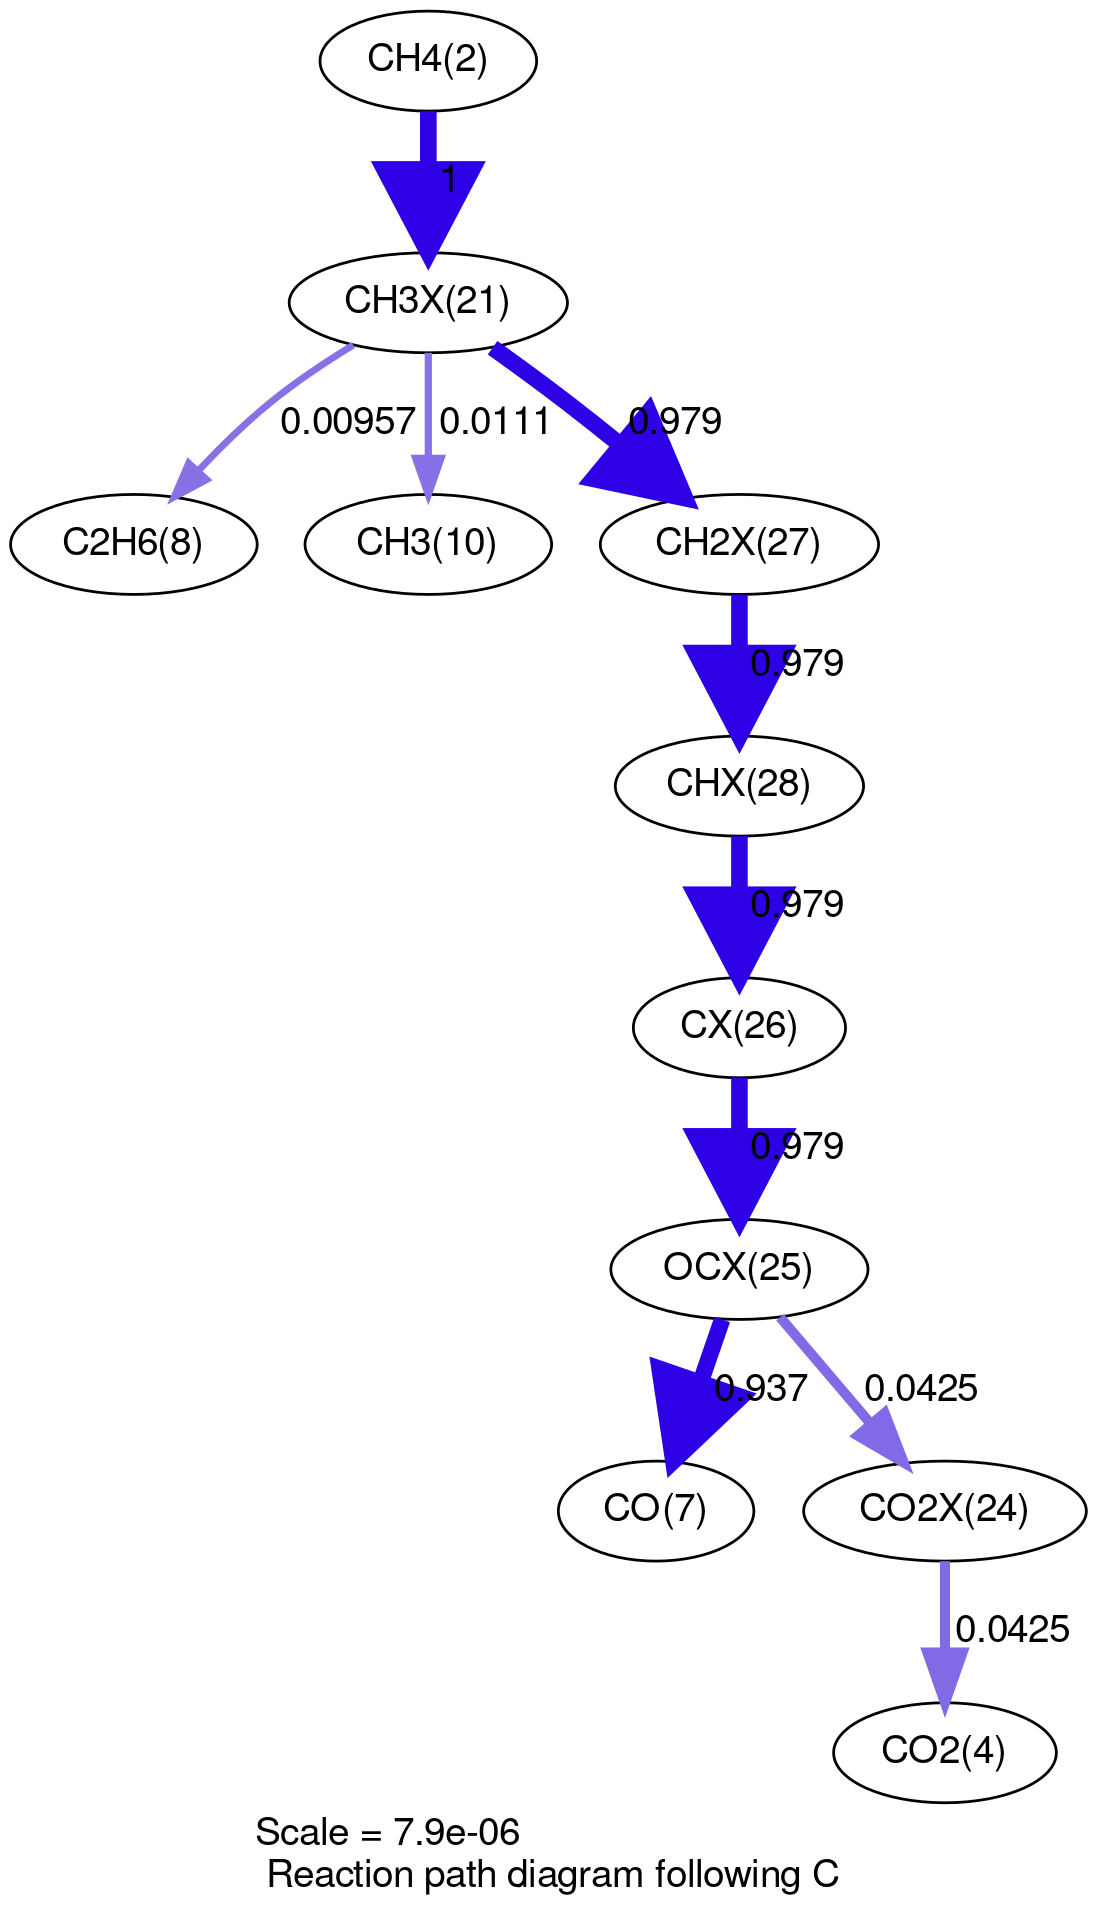 CH4(2)
1
CH3X(21)
0.00957
0.0111
0.979
C2H6(8)
CH3(10)
CH2X(27)
0.979
CHX(28)
0.979
CX(26)
0.979
OCX(25)
0.937
0.0425
CO(7)
CO2X(24)
0.0425
CO2(4)
Scale = 7.9e-06
Reaction path diagram following C